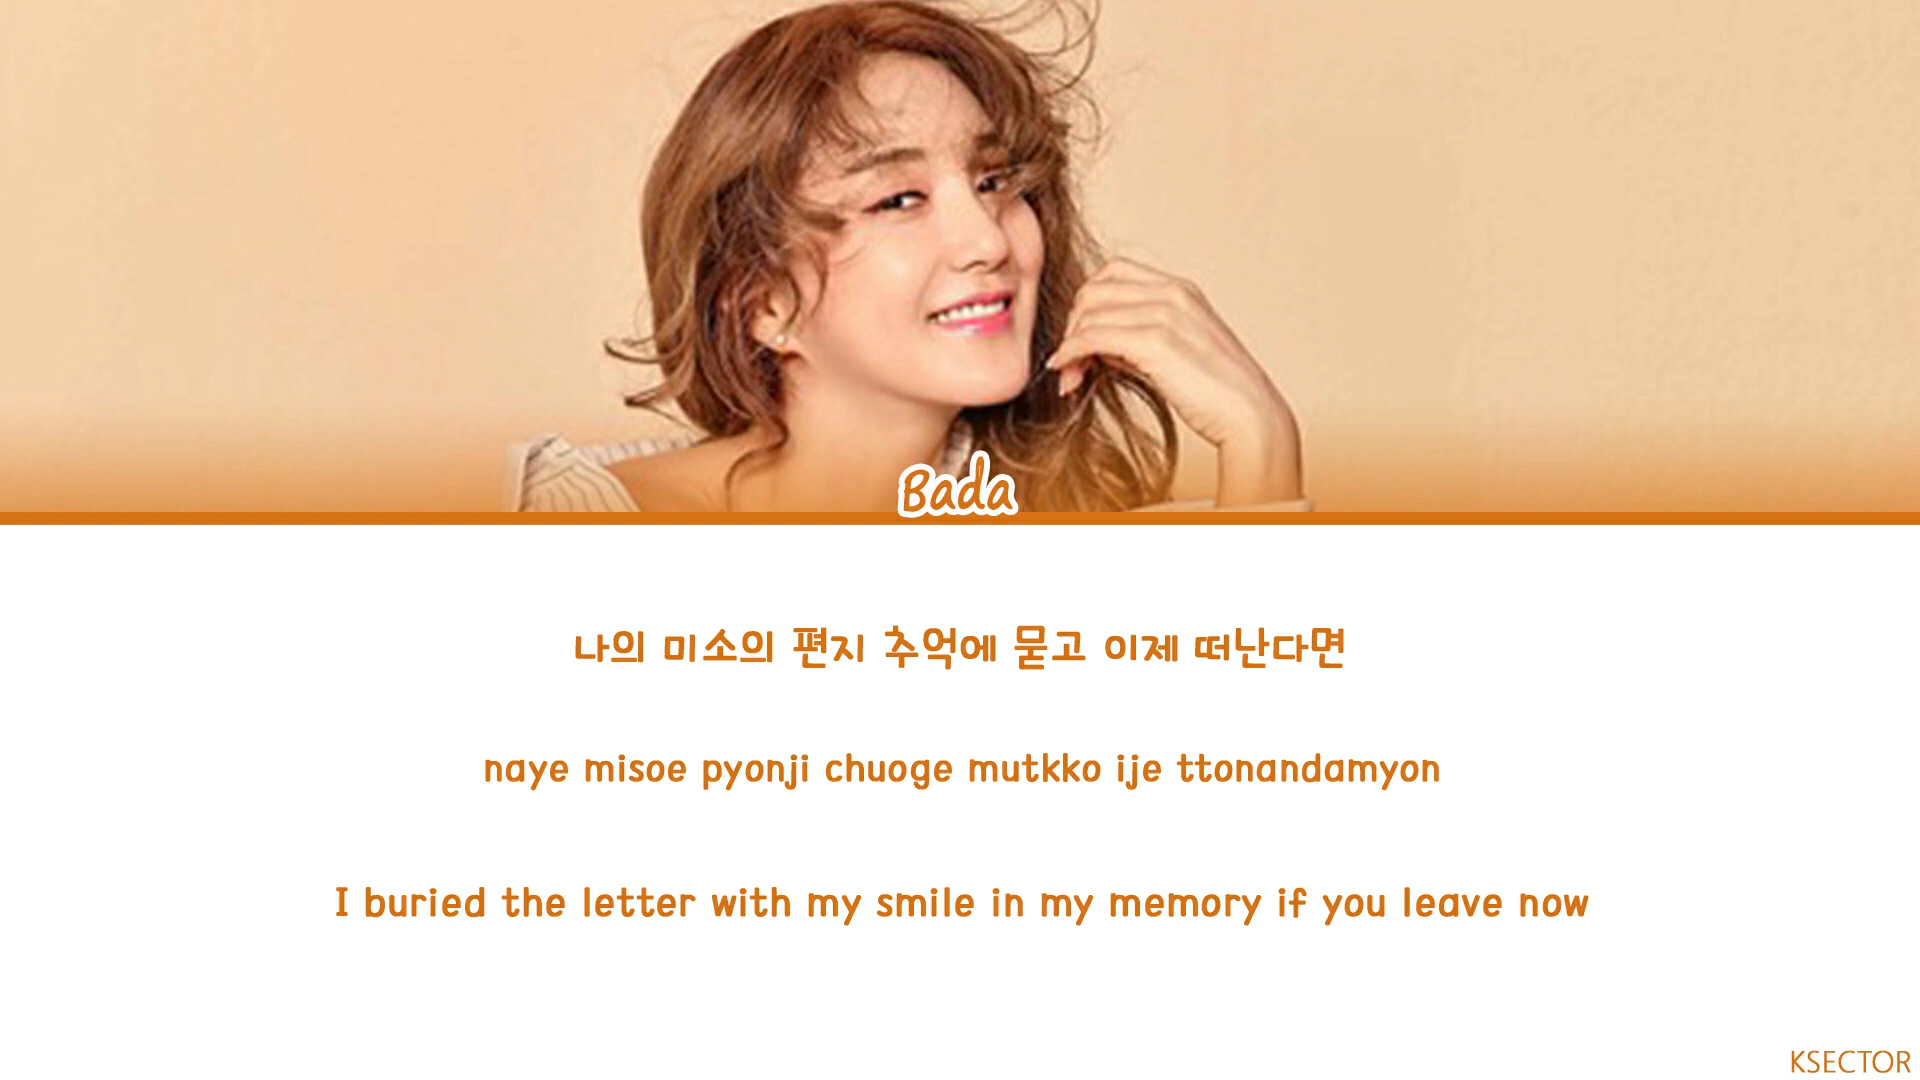 Bada
나의 미소의 편지 추억에 묻고 이제 떠난다면
naye misoe pyonji chuoge mutkko ije ttonandamyon
I buried the letter with my smile in my memory if you leave now
KSECTOR